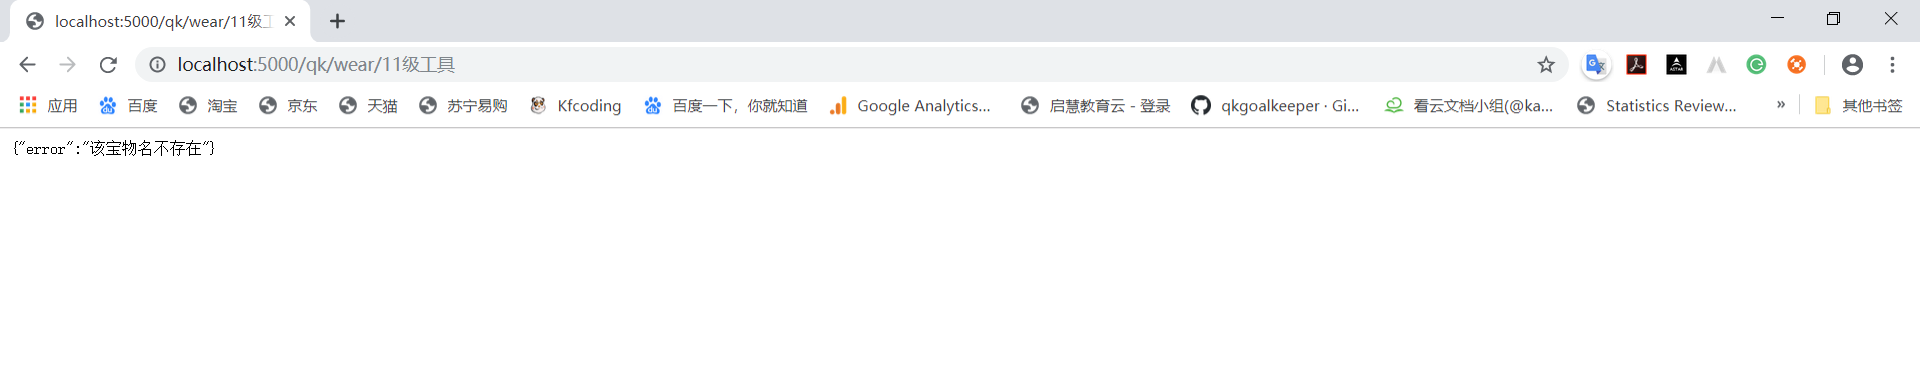 localhost:5000/qk/wear/11级工
localhost:5000/qk/wear/11级工具
应用 百度 淘宝 京东 天猫 苏宁易购 Kfcoding 百度一下，你就知道 Google Analytics... 启慧教育云 - 登录 qkgoalkeeper · Gi... 看云文档小组(@ka... Statistics Review... » 其他书签
{"error":"该宝物名不存在"}